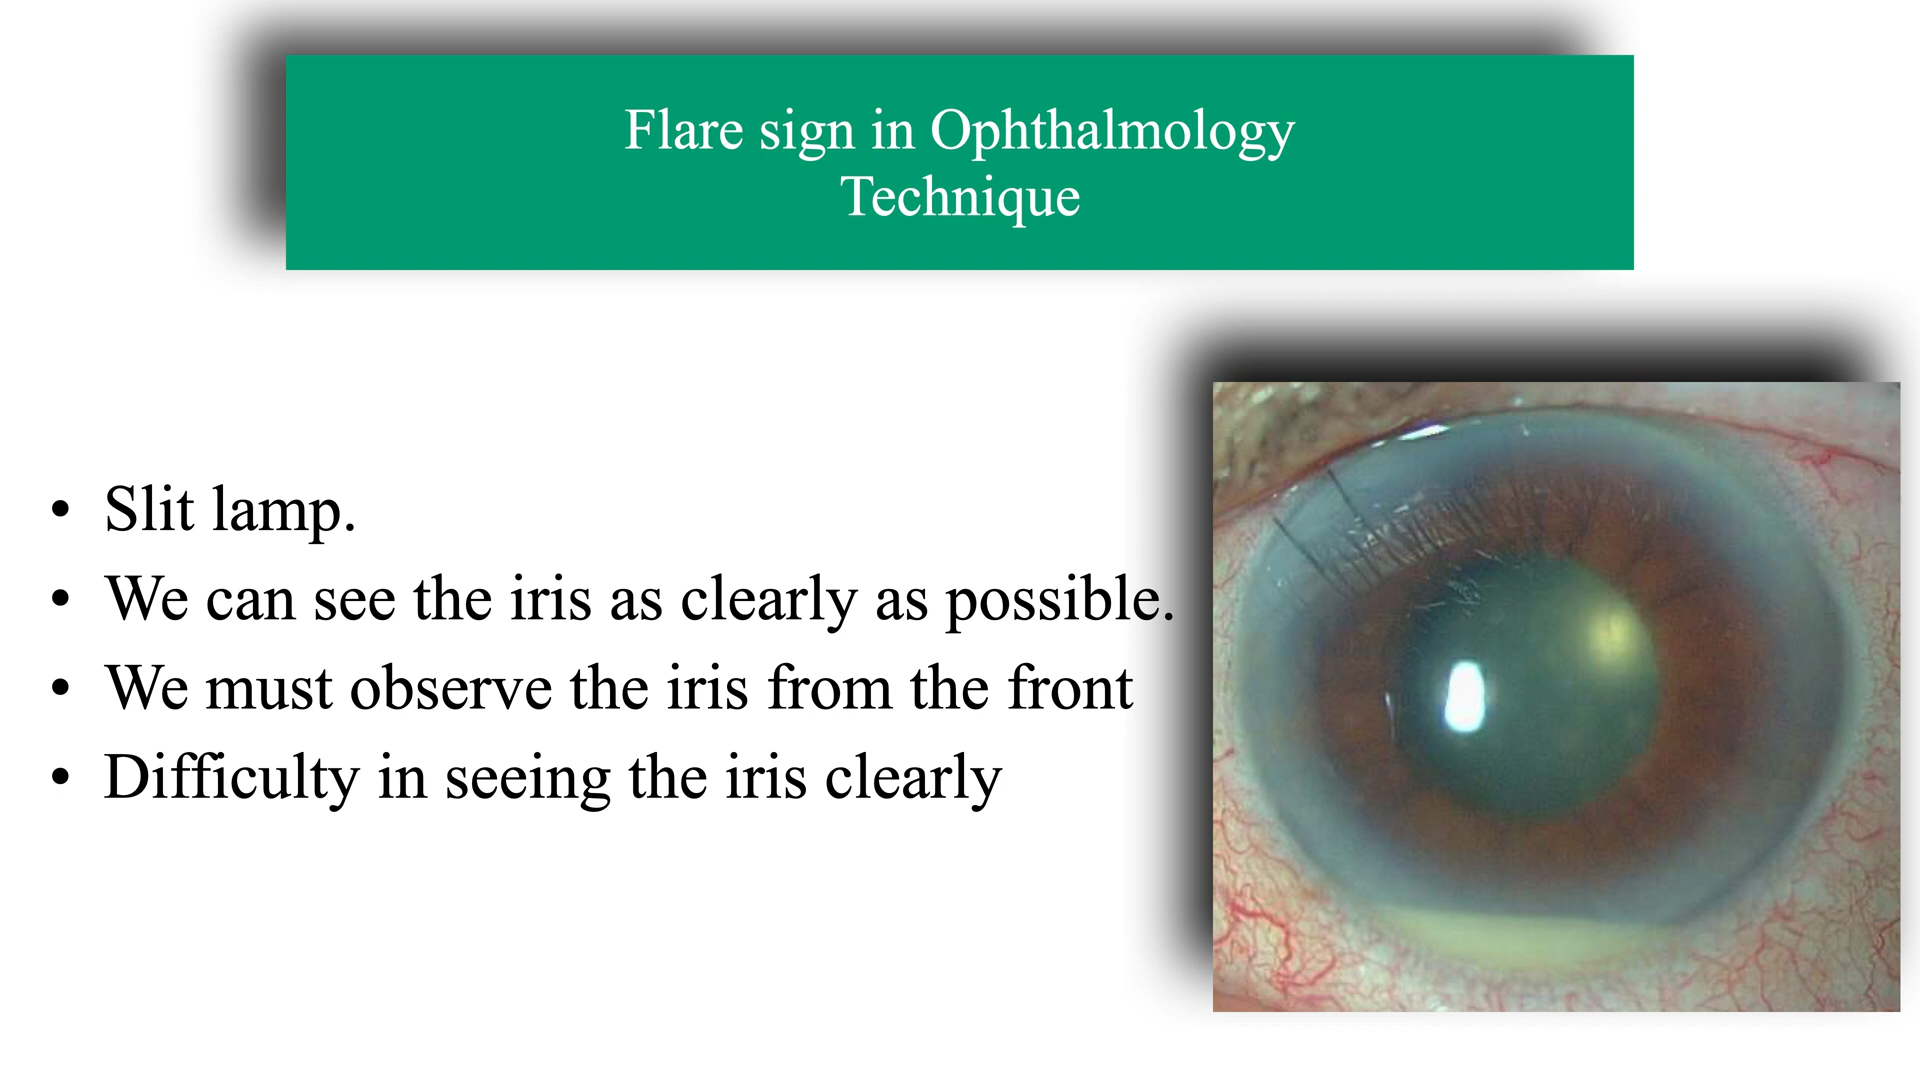 Flare sign in Ophthalmology
Technique
• Slit lamp.
• We can see the iris as clearly as possible.
• We must observe the iris from the front
• Difficulty in seeing the iris clearly